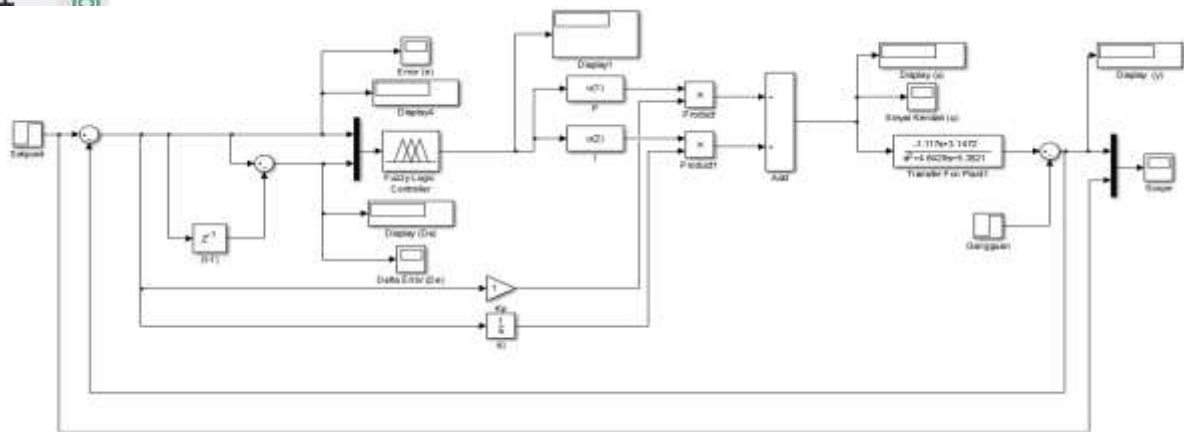 Setpoint
Error (e)
Display4
Fuzzy Logic
Controller
Display (De)
Delta Error (De)
Display1
u(1)
P
u(2)
I
×
Product
×
Product1
Kp
1
Ki
Add
Display (u)
Sinyal Kendali (u)
Transfer Fcn Plant1
Gangguan
Display (y)
Scope